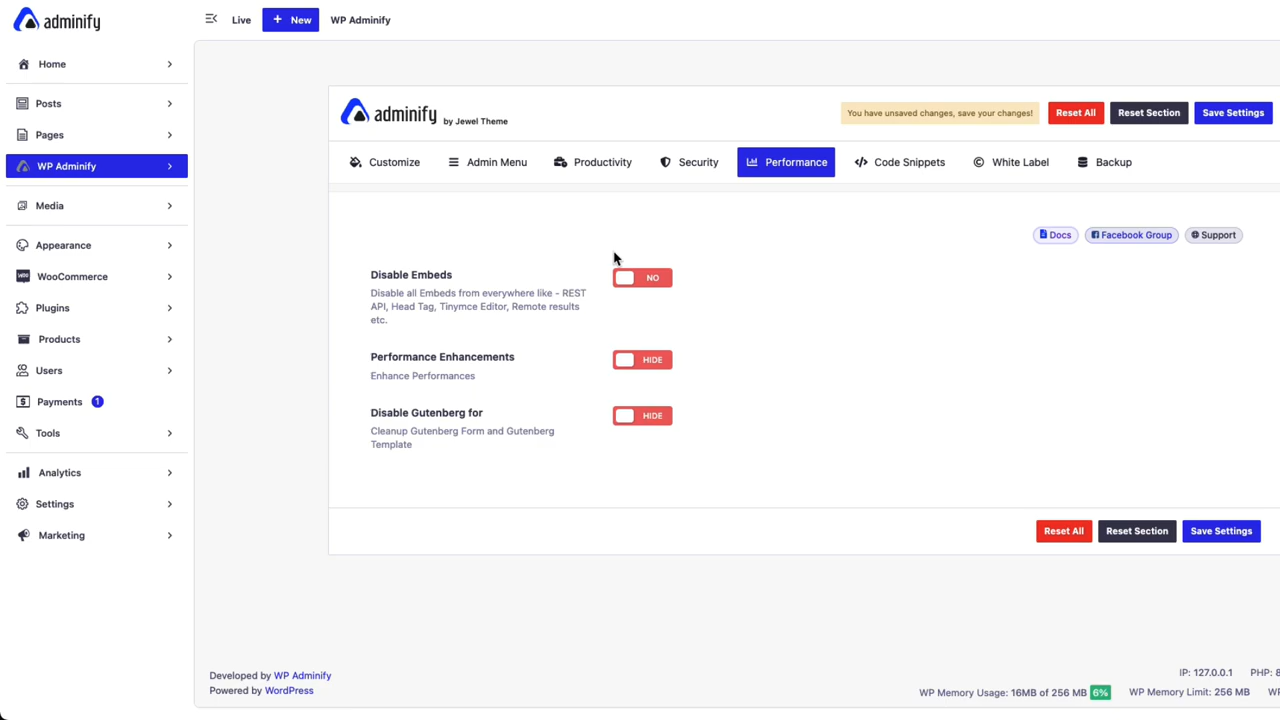 adminify
Live
+ New
WP Adminify
Home
Posts
Pages
WP Adminify
Media
Appearance
WooCommerce
Plugins
Products
Users
Payments 1
Tools
Analytics
Settings
Marketing
adminify by Jewel Theme
You have unsaved changes, save your changes!
Reset All
Reset Section
Save Settings
Customize
Admin Menu
Productivity
Security
Performance
Code Snippets
White Label
Backup
Docs
Facebook Group
Support
Disable Embeds
NO
Disable all Embeds from everywhere like - REST
API, Head Tag, Tinymce Editor, Remote results
etc.
Performance Enhancements
HIDE
Enhance Performances
Disable Gutenberg for
HIDE
Cleanup Gutenberg Form and Gutenberg
Template
Reset All
Reset Section
Save Settings
Developed by WP Adminify
Powered by WordPress
IP: 127.0.0.1
PHP: 8
WP Memory Usage: 16MB of 256 MB 6%
WP Memory Limit: 256 MB